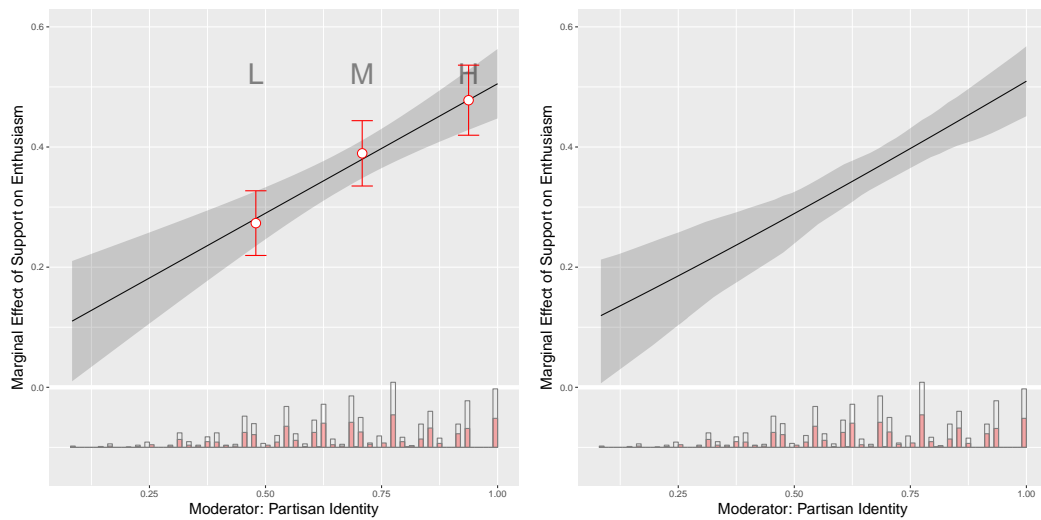 0.6
0.4
0.2
0.0
Marginal Effect of Support on Enthusiasm
L
M
H
0.25
0.50
0.75
1.00
Moderator: Partisan Identity
0.6
0.4
0.2
0.0
Marginal Effect of Support on Enthusiasm
0.25
0.50
0.75
1.00
Moderator: Partisan Identity